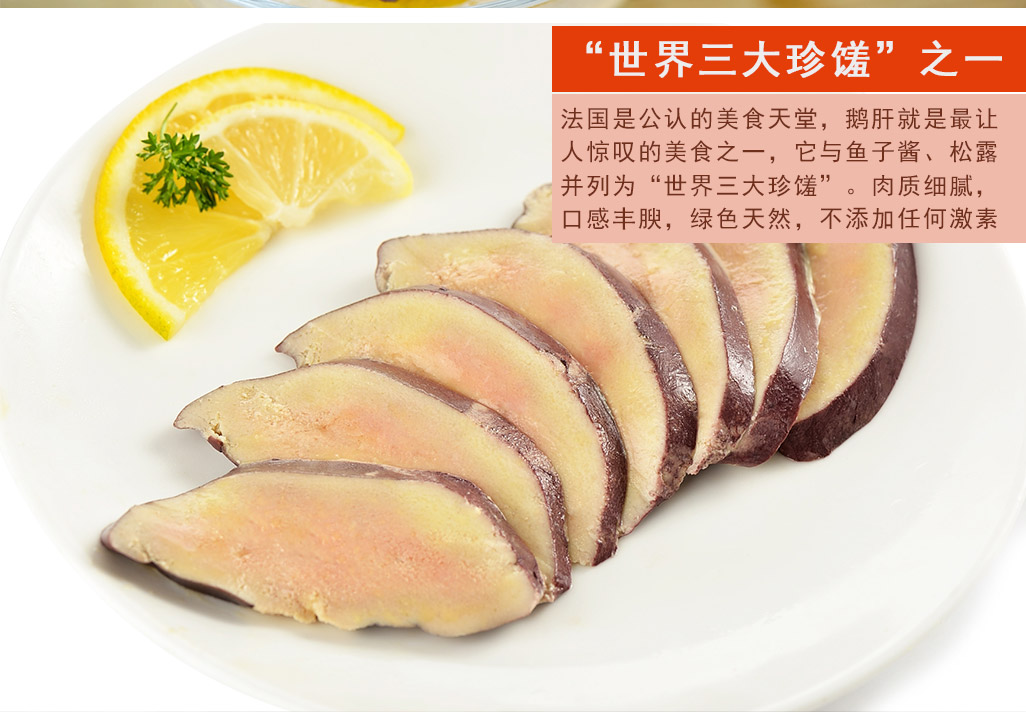 “世界三大珍馐”之一
法国是公认的美食天堂，鹅肝就是最让
人惊叹的美食之一，它与鱼子酱、松露
并列为“世界三大珍馐”。肉质细腻，
口感丰腴，绿色天然，不添加任何激素